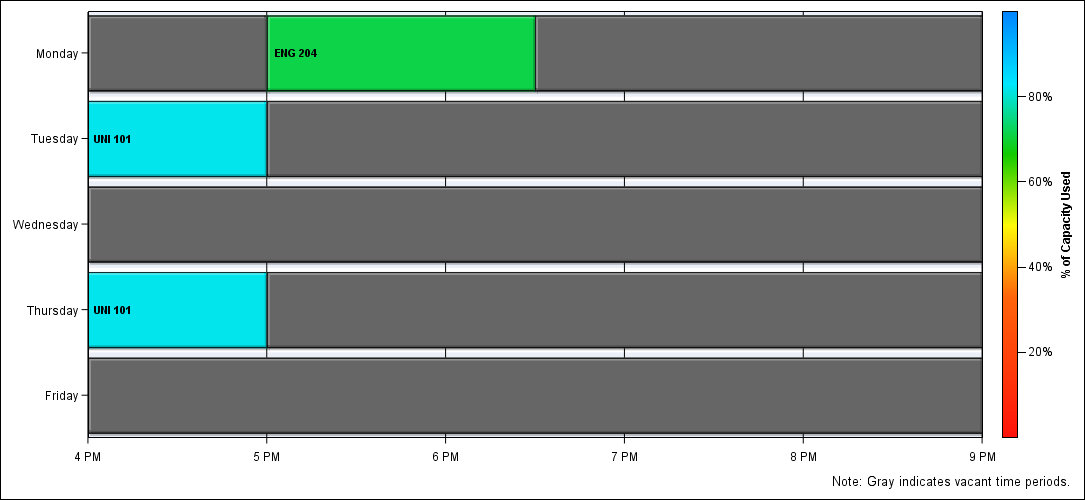 Monday
ENG 204
Tuesday
UNI 101
Wednesday
Thursday
UNI 101
Friday
4 PM 5 PM 6 PM 7 PM 8 PM 9 PM
80%
60%
40%
20%
% of Capacity Used
Note: Gray indicates vacant time periods.